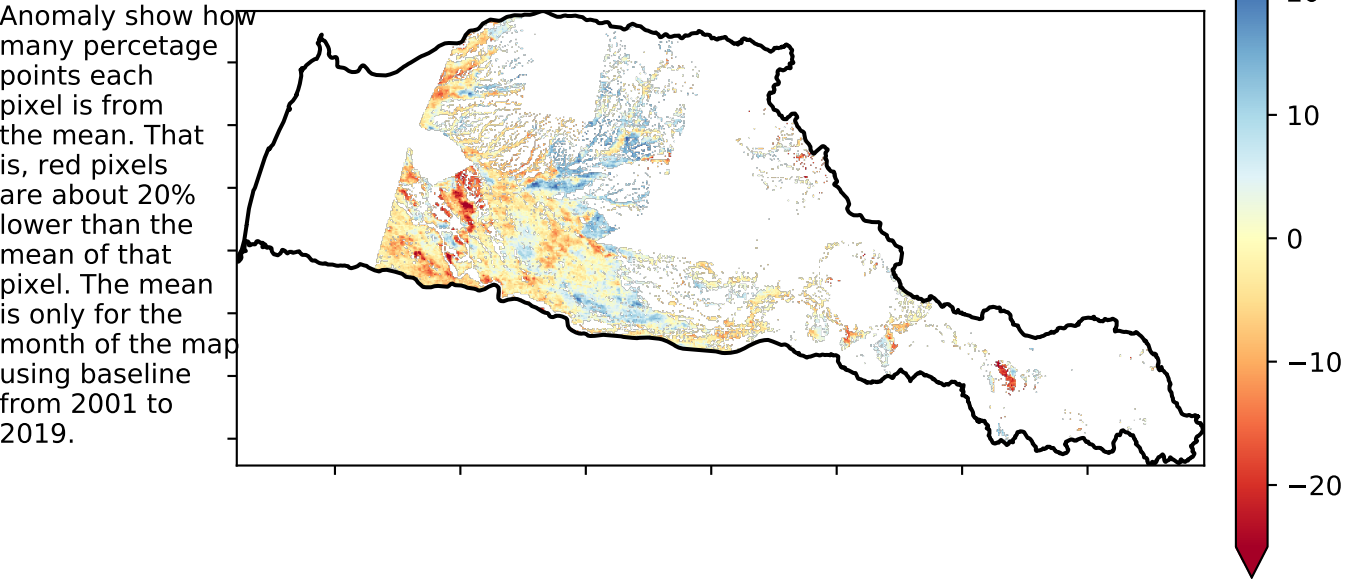 Anomaly show how
many percetage
points each
pixel is from
the mean. That
is, red pixels
are about 20%
lower than the
mean of that
pixel. The mean
is only for the
month of the map
using baseline
from 2001 to
2019.
10
0
−10
−20